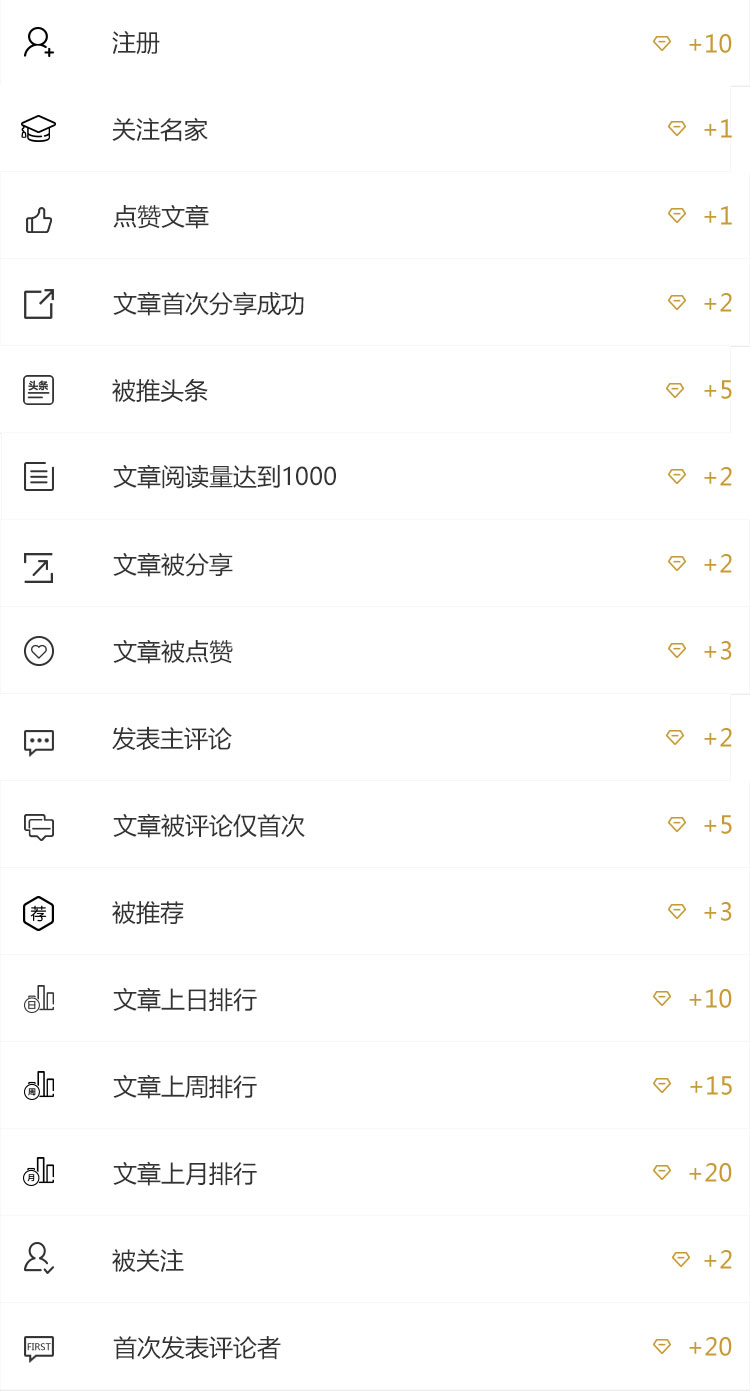 注册 +10
关注名家 +1
点赞文章 +1
文章首次分享成功 +2
头条 被推头条 +5
文章阅读量达到1000 +2
文章被分享 +2
文章被点赞 +3
发表主评论 +2
文章被评论仅首次 +5
荐 被推荐 +3
日 文章上日排行 +10
周 文章上周排行 +15
月 文章上月排行 +20
被关注 +2
FIRST 首次发表评论者 +20